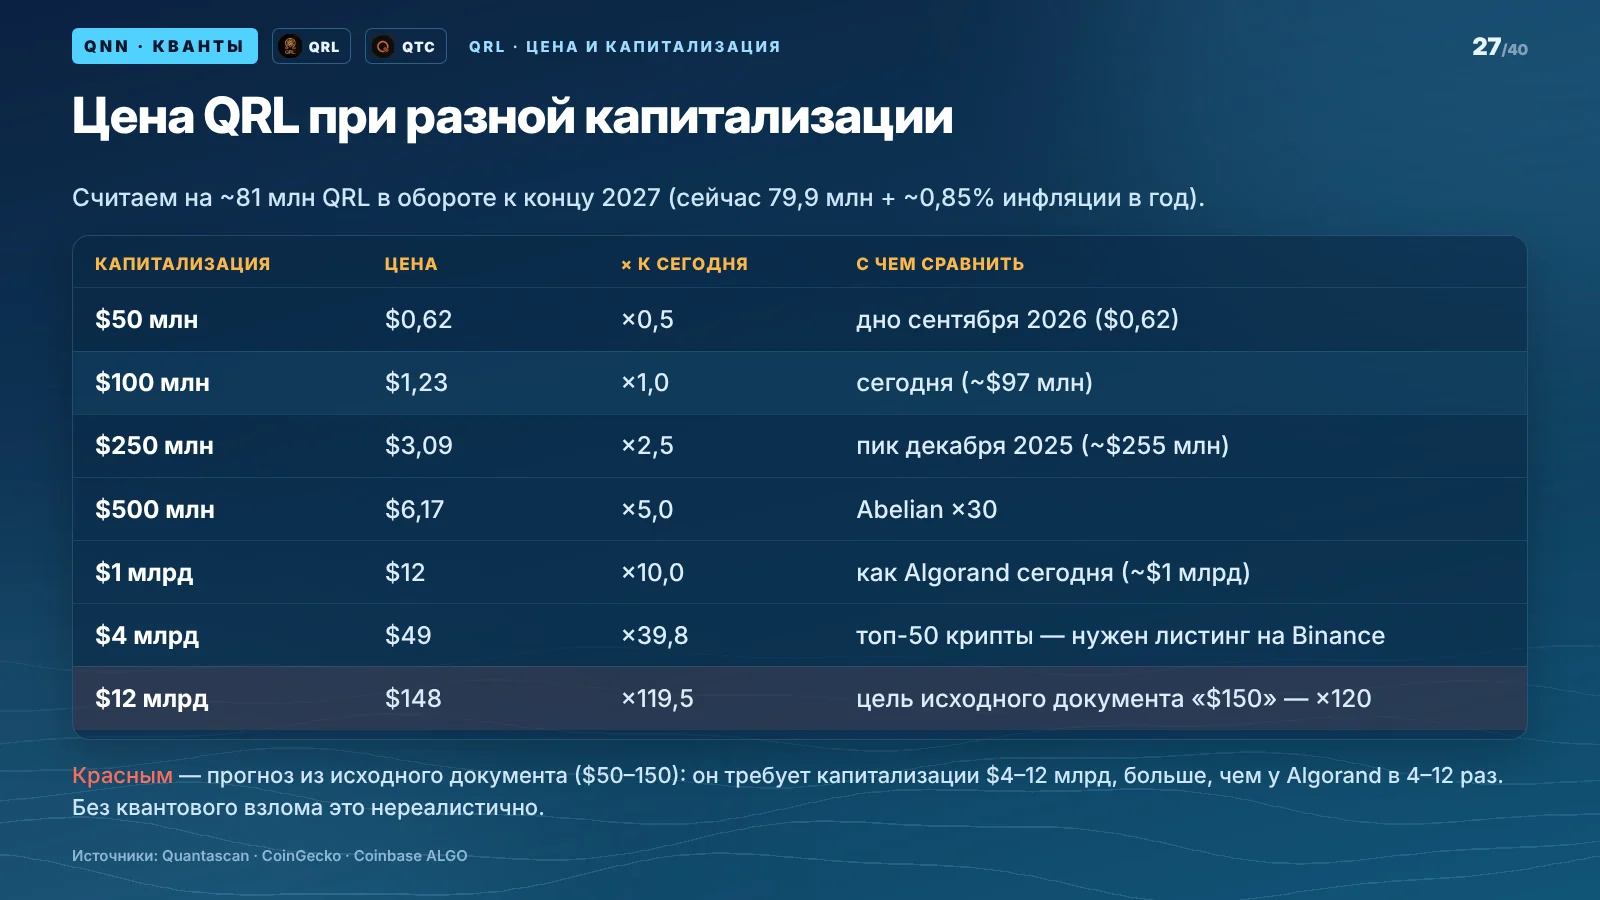 QNN · КВАНТЫ QRL QTC QRL · ЦЕНА И КАПИТАЛИЗАЦИЯ 27/40
Цена QRL при разной капитализации
Считаем на ~81 млн QRL в обороте к концу 2027 (сейчас 79,9 млн + ~0,85% инфляции в год).
КАПИТАЛИЗАЦИЯ ЦЕНА × К СЕГОДНЯ С ЧЕМ СРАВНИТЬ
$50 млн $0,62 ×0,5 дно сентября 2026 ($0,62)
$100 млн $1,23 ×1,0 сегодня (~$97 млн)
$250 млн $3,09 ×2,5 пик декабря 2025 (~$255 млн)
$500 млн $6,17 ×5,0 Abelian ×30
$1 млрд $12 ×10,0 как Algorand сегодня (~$1 млрд)
$4 млрд $49 ×39,8 топ-50 крипты — нужен листинг на Binance
$12 млрд $148 ×119,5 цель исходного документа «$150» — ×120
Красным — прогноз из исходного документа ($50–150): он требует капитализации $4–12 млрд, больше, чем у Algorand в 4–12 раз.
Без квантового взлома это нереалистично.
Источники: Quantascan · CoinGecko · Coinbase ALGO